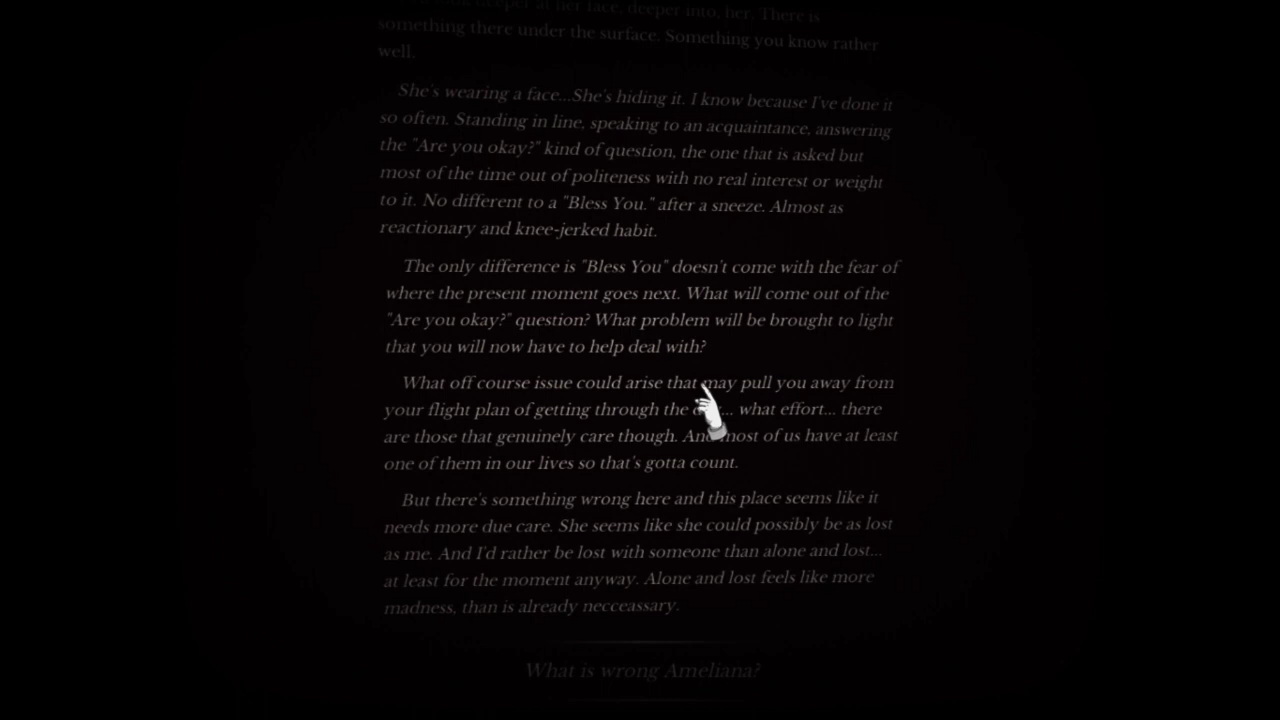 deeper at her face, deeper into, her. There is
something there under the surface. Something you know rather
well.
She's wearing a face...She's hiding it. I know because I've done it
so often. Standing in line, speaking to an acquaintance, answering
the "Are you okay?" kind of question, the one that is asked but
most of the time out of politeness with no real interest or weight
to it. No different to a "Bless You." after a sneeze. Almost as
reactionary and knee-jerked habit.
The only difference is "Bless You" doesn't come with the fear of
where the present moment goes next. What will come out of the
"Are you okay?" question? What problem will be brought to light
that you will now have to help deal with?
What off course issue could arise that may pull you away from
your flight plan of getting through the ... what effort... there
are those that genuinely care though. And most of us have at least
one of them in our lives so that's gotta count.
But there's something wrong here and this place seems like it
needs more due care. She seems like she could possibly be as lost
as me. And I'd rather be lost with someone than alone and lost...
at least for the moment anyway. Alone and lost feels like more
madness, than is already necceassary.
What is wrong Ameliana?